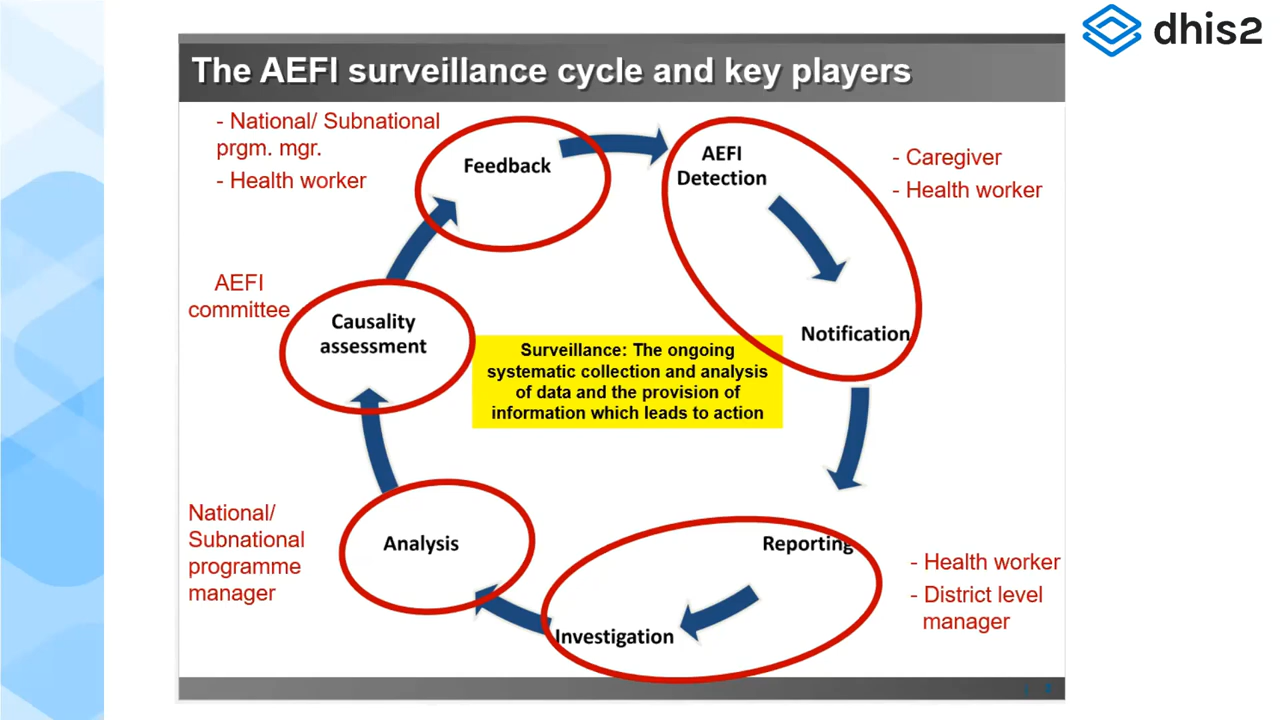 dhis2
The AEFI surveillance cycle and key players
- National/ Subnational
prgm. mgr.
- Health worker
Feedback
AEFI
Detection
- Caregiver
- Health worker
Notification
AEFI
committee
Causality
assessment
Surveillance: The ongoing
systematic collection and analysis
of data and the provision of
information which leads to action
National/
Subnational
programme
manager
Analysis
Reporting
Investigation
- Health worker
- District level
manager